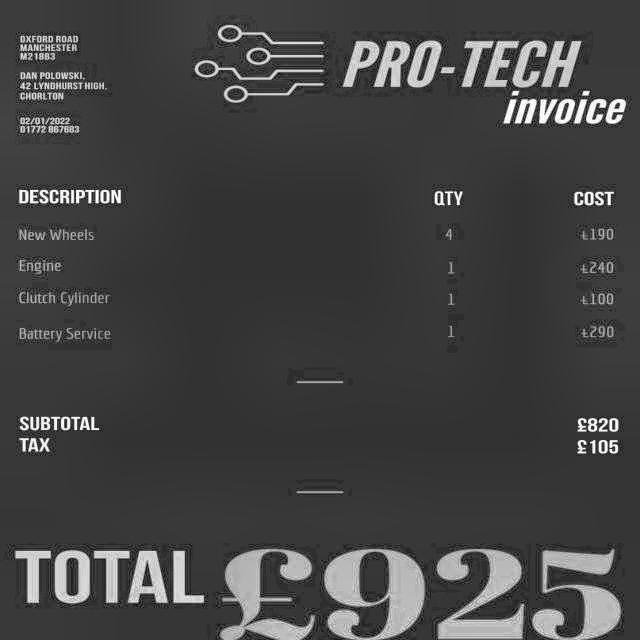 OXFORD ROAD
MANCHESTER
M218B3
DAN POLOWSKI.
42 LYNDHURST HIGH.
CHORLTON
02/01/2022
01772 867683
PRO-TECH
invoice
DESCRIPTION QTY COST
New Wheels 4 £190
Engine 1 £240
Clutch Cylinder 1 £100
Battery Service 1 £290
SUBTOTAL £820
TAX £105
TOTAL £925